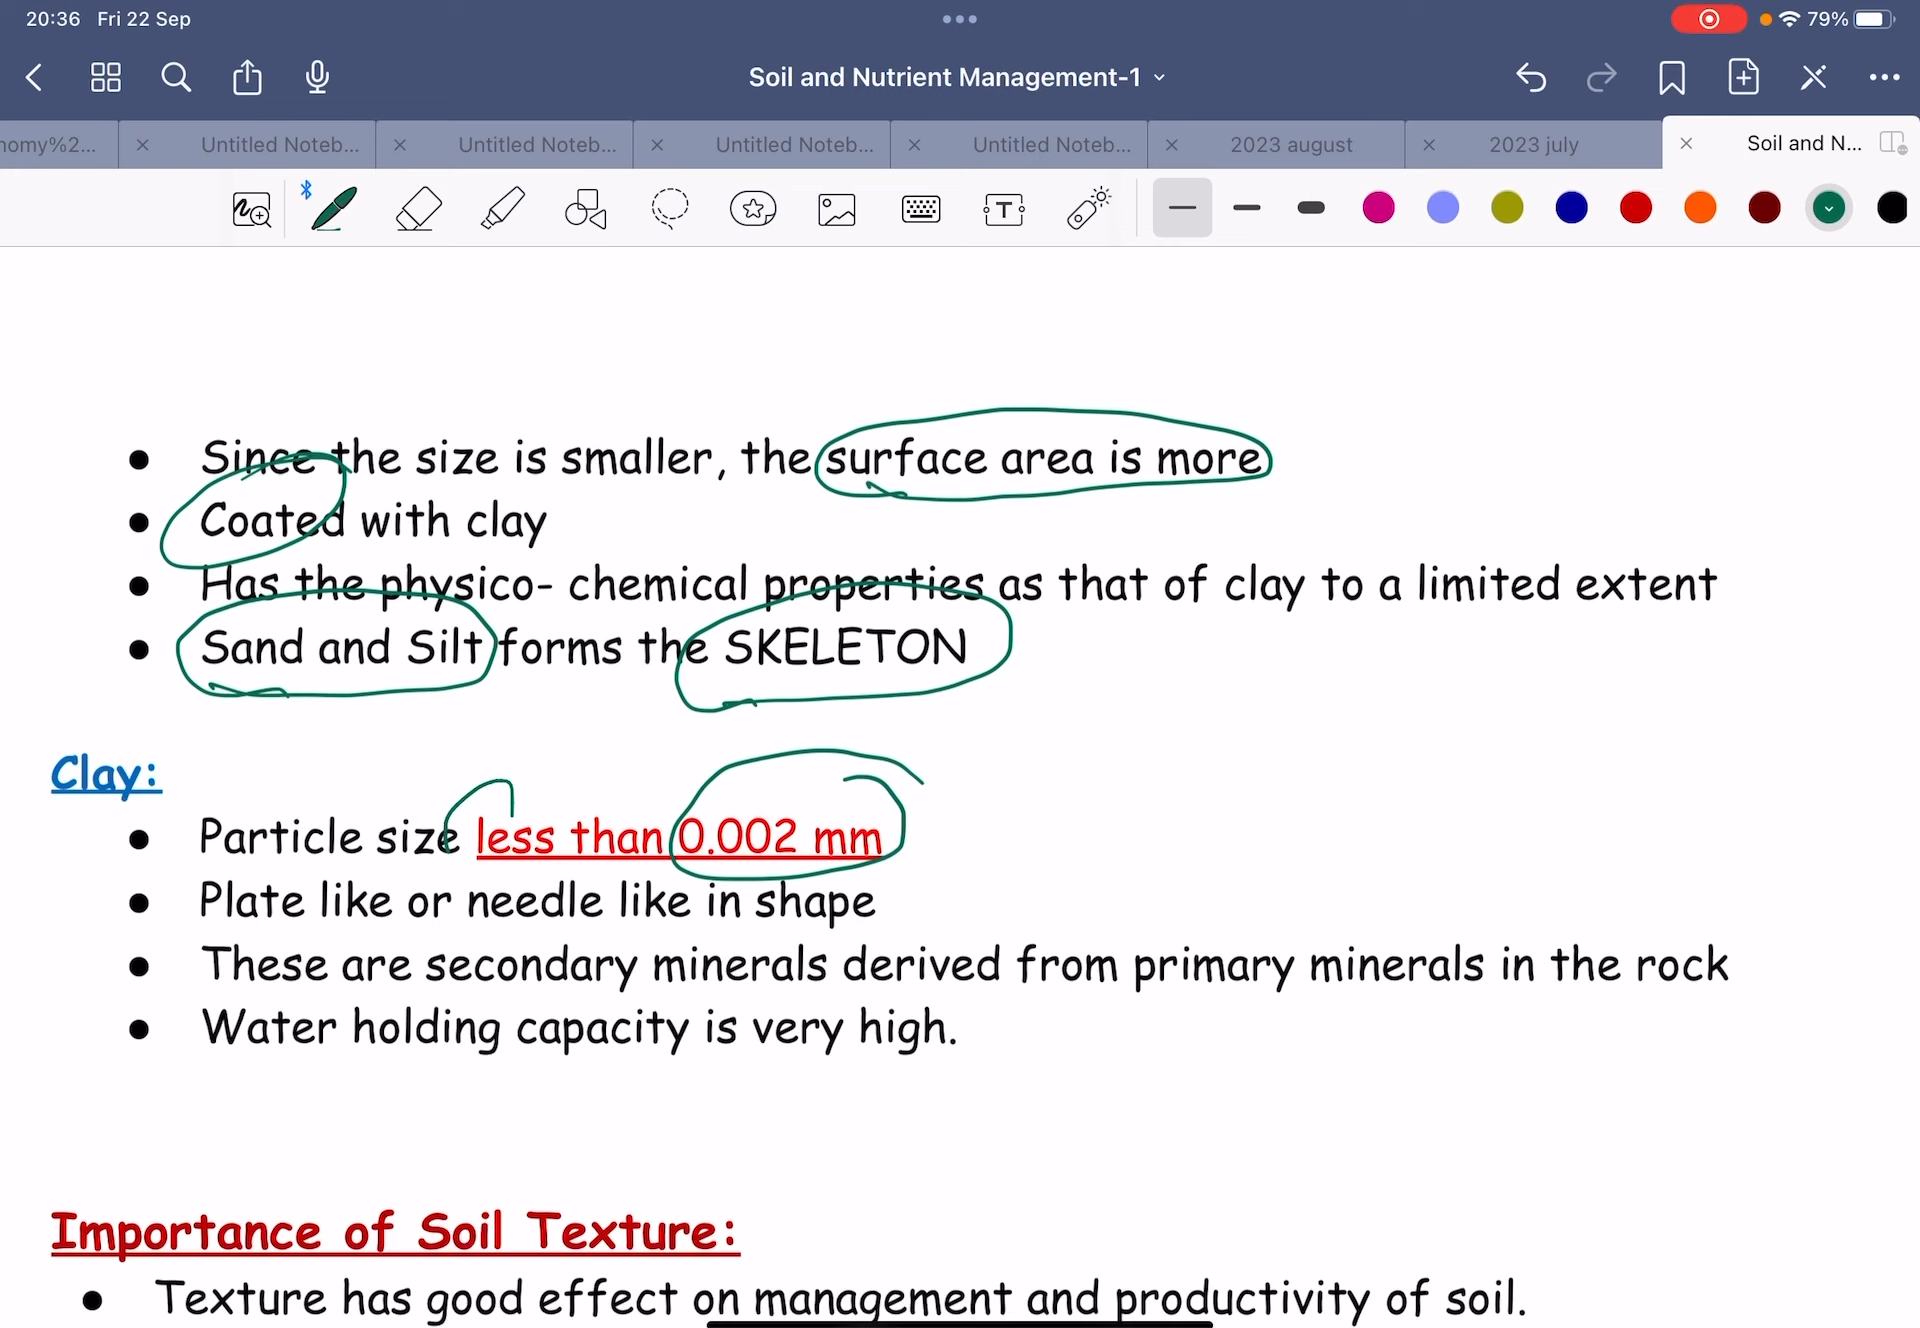 20:36 Fri 22 Sep
79%
Soil and Nutrient Management-1
nomy%2... Untitled Noteb... Untitled Noteb... Untitled Noteb... Untitled Noteb... 2023 august 2023 july Soil and N...
• Since the size is smaller, the surface area is more
• Coated with clay
• Has the physico- chemical properties as that of clay to a limited extent
• Sand and Silt forms the SKELETON
Clay:
• Particle size less than 0.002 mm
• Plate like or needle like in shape
• These are secondary minerals derived from primary minerals in the rock
• Water holding capacity is very high.
Importance of Soil Texture:
• Texture has good effect on management and productivity of soil.